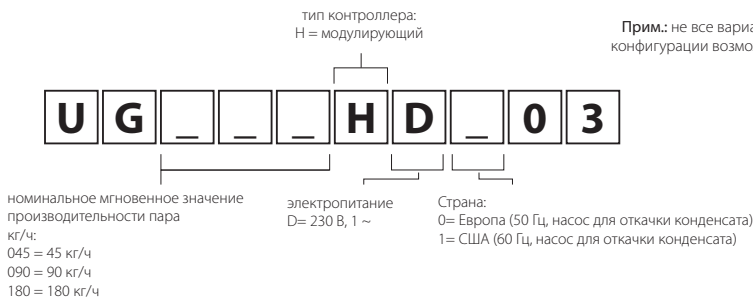 тип контроллера:
H = модулирующий
Прим.: не все вариа
конфигурации возмо
U G _ _ _ H D _ 0 3
номинальное мгновенное значение
производительности пара
кг/ч:
045 = 45 кг/ч
090 = 90 кг/ч
180 = 180 кг/ч
электропитание
D= 230 В, 1 ~
Страна:
0= Европа (50 Гц, насос для откачки конденсата)
1= США (60 Гц, насос для откачки конденсата)